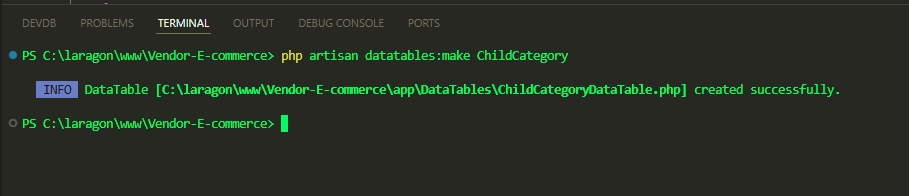 DEVDB PROBLEMS TERMINAL OUTPUT DEBUG CONSOLE PORTS
PS C:\laragon\www\Vendor-E-commerce> php artisan datatables:make ChildCategory
INFO DataTable [C:\laragon\www\Vendor-E-commerce\app\DataTables\ChildCategoryDataTable.php] created successfully.
PS C:\laragon\www\Vendor-E-commerce>